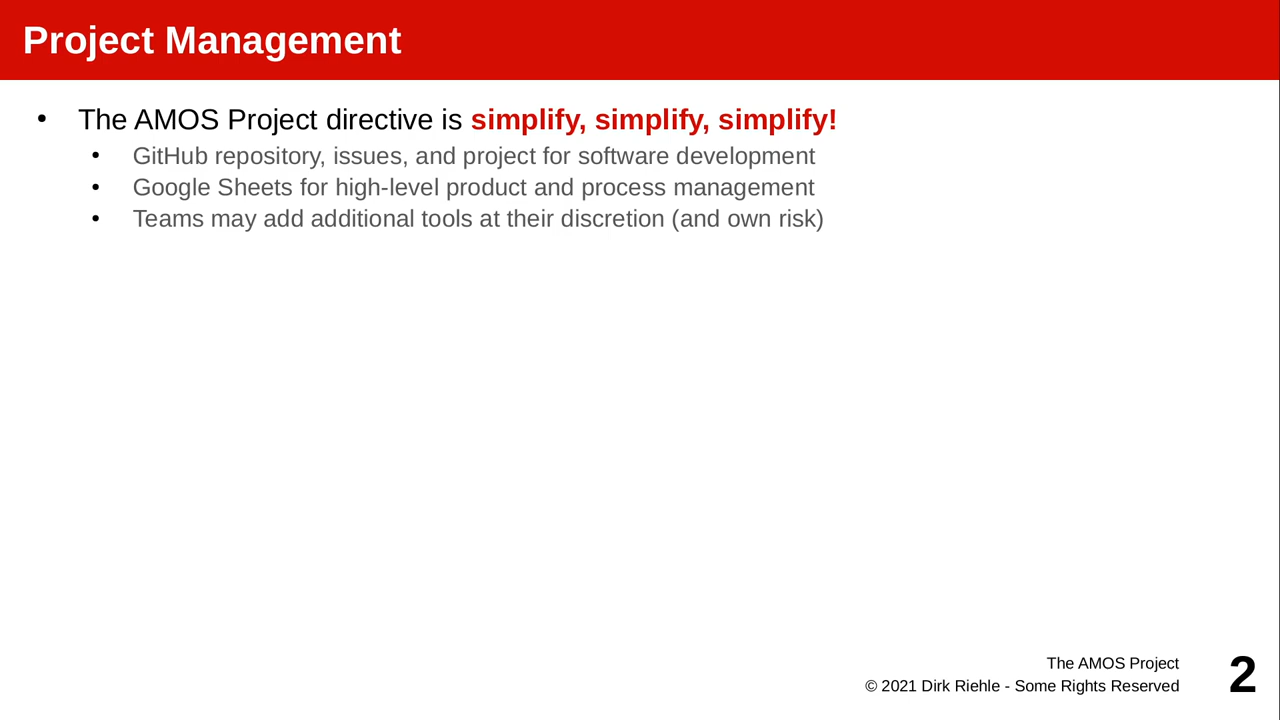 Project Management
• The AMOS Project directive is simplify, simplify, simplify!
• GitHub repository, issues, and project for software development
• Google Sheets for high-level product and process management
• Teams may add additional tools at their discretion (and own risk)
The AMOS Project
© 2021 Dirk Riehle - Some Rights Reserved
2